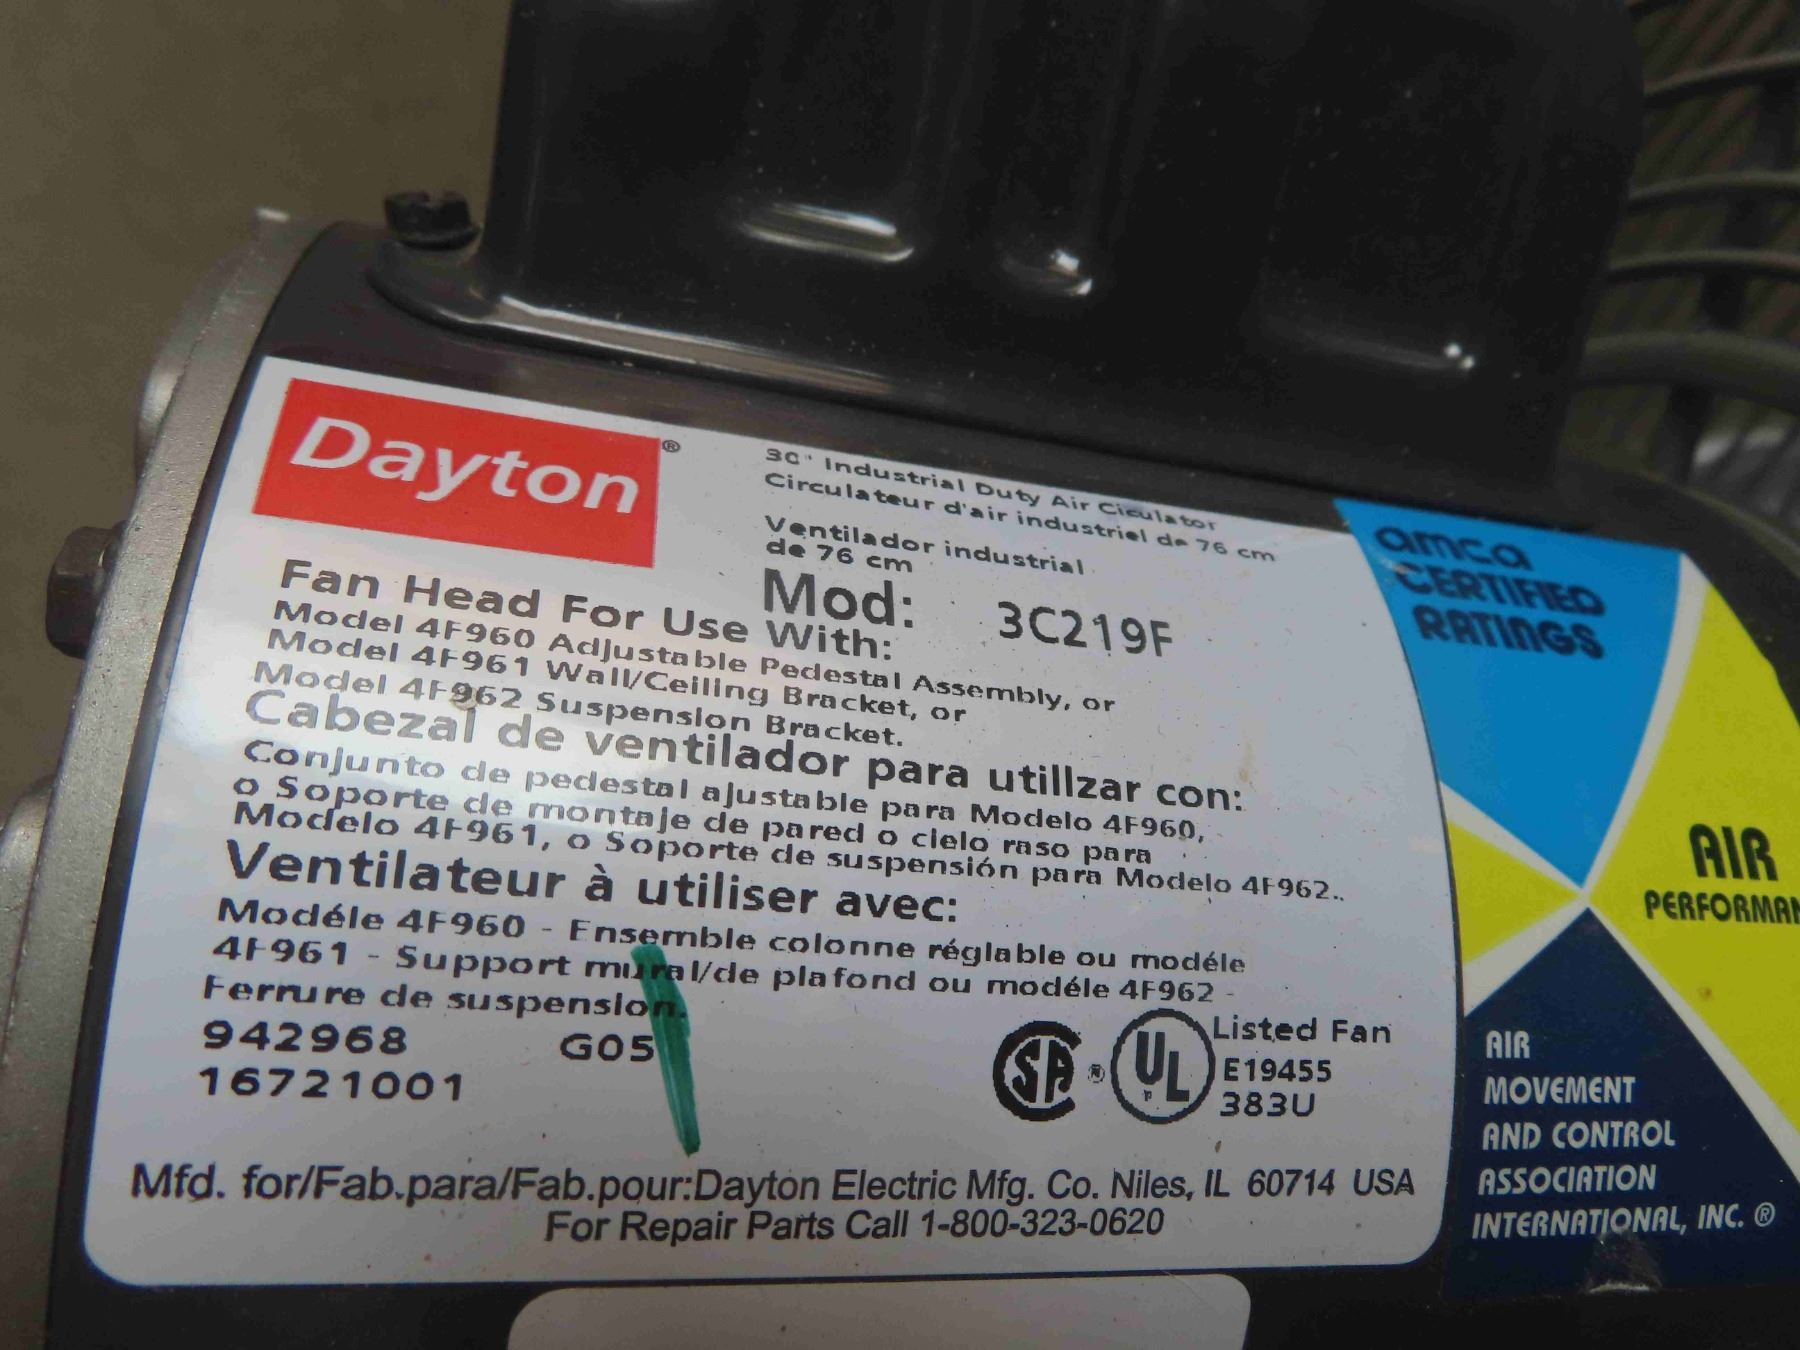 Dayton®
30" Industrial Duty Air Ciculator
Circulateur d'air industriel de 76 cm
Ventilador industrial
de 76 cm
Mod: 3C219F
Fan Head For Use With:
Model 4F960 Adjustable Pedestal Assembly, or
Model 4F961 Wall/Ceiling Bracket, or
Model 4F962 Suspension Bracket.
Cabezal de ventilador para utilizar con:
Conjunto de pedestal ajustable para Modelo 4F960,
o Soporte de montaje de pared o cielo raso para
Modelo 4F961, o Soporte de suspensión para Modelo 4F962..
Ventilateur à utiliser avec:
Modéle 4F960 - Ensemble colonne réglable ou modéle
4F961 - Support mural/de plafond ou modéle 4F962 -
Ferrure de suspension.
942968 G05
16721001
SA ® UL Listed Fan
E19455
383U
Mfd. for/Fab.para/Fab.pour:Dayton Electric Mfg. Co. Niles, IL 60714 USA
For Repair Parts Call 1-800-323-0620
amca
CERTIFIED
RATINGS
AIR
PERFORMAN
AIR
MOVEMENT
AND CONTROL
ASSOCIATION
INTERNATIONAL, INC. ®